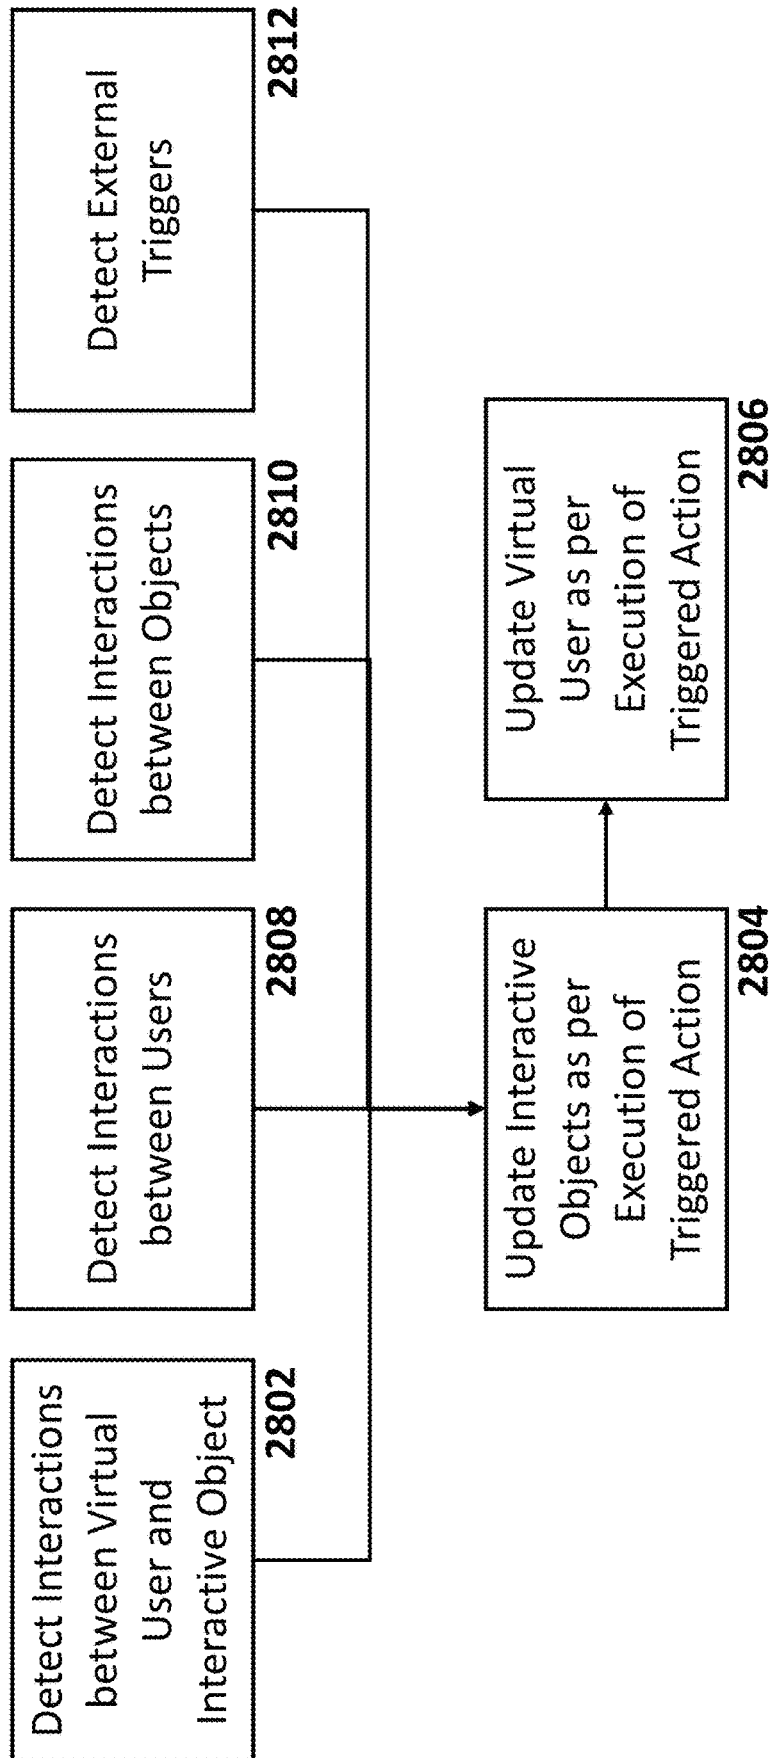 Detect Interactions
between Virtual
User and
Interactive Object
2802
Detect Interactions
between Users
2808
Detect Interactions
between Objects
2810
Detect External
Triggers
2812
Update Interactive
Objects as per
Execution of
Triggered Action
2804
Update Virtual
User as per
Execution of
Triggered Action
2806